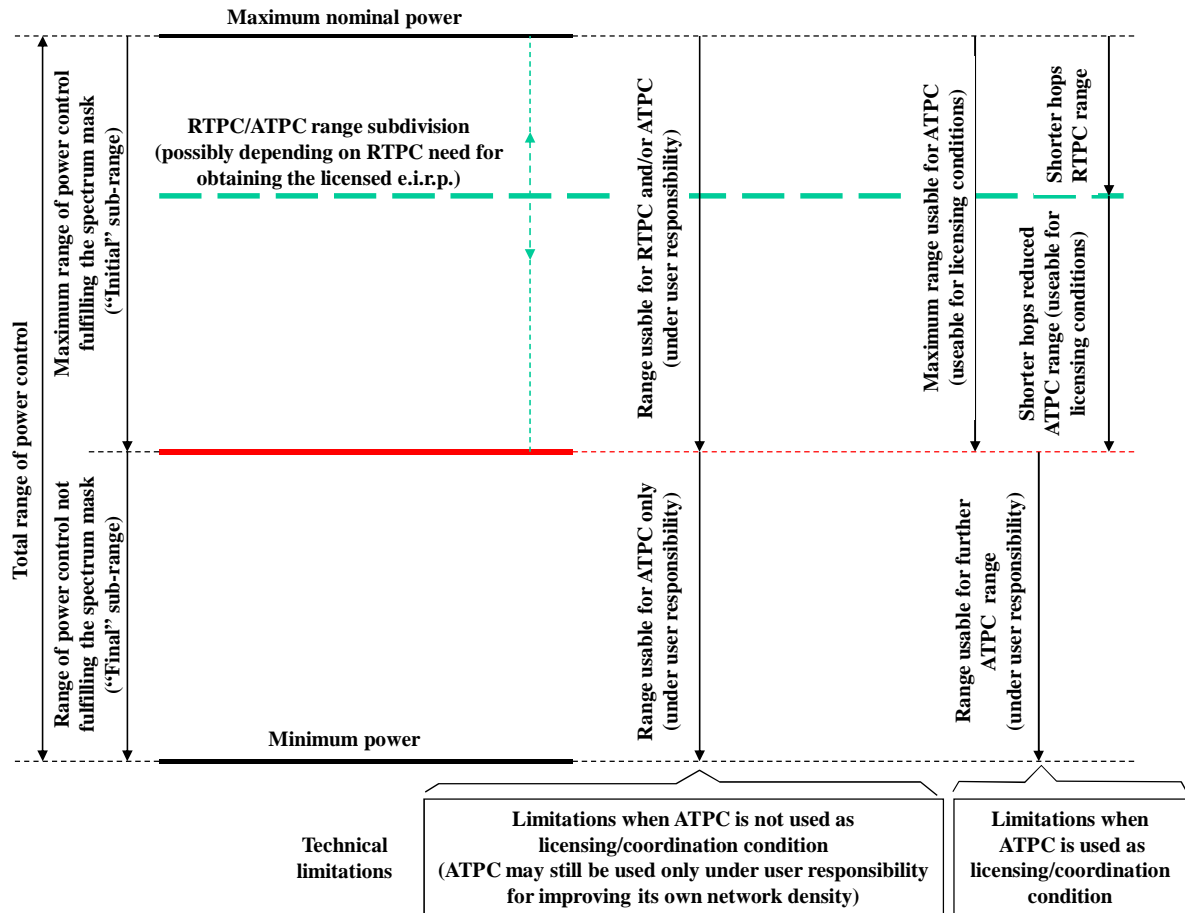 Maximum nominal power
Total range of power control
Maximum range of power control
fulfilling the spectrum mask
(“Initial” sub-range)
RTPC/ATPC range subdivision
(possibly depending on RTPC need for
obtaining the licensed e.i.r.p.)
Range usable for RTPC and/or ATPC
(under user responsibility)
Maximum range usable for ATPC
(useable for licensing conditions)
Shorter hops
RTPC range
Shorter hops reduced
ATPC range (useable for
licensing conditions)
Range of power control not
fulfilling the spectrum mask
(“Final” sub-range)
Range usable for ATPC only
(under user responsibility)
Range usable for further
ATPC range
(under user responsibility)
Minimum power
Technical
limitations
Limitations when ATPC is not used as
licensing/coordination condition
(ATPC may still be used only under user responsibility
for improving its own network density)
Limitations when
ATPC is used as
licensing/coordination
condition